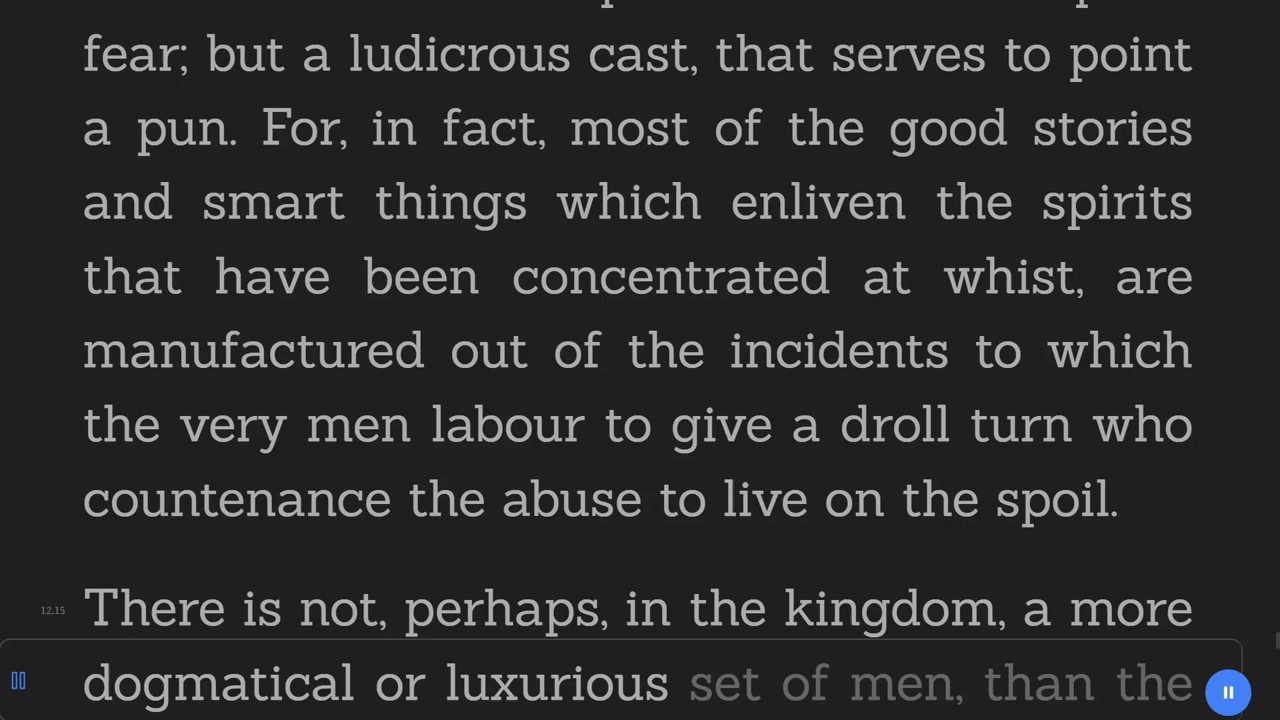 fear; but a ludicrous cast, that serves to point
a pun. For, in fact, most of the good stories
and smart things which enliven the spirits
that have been concentrated at whist, are
manufactured out of the incidents to which
the very men labour to give a droll turn who
countenance the abuse to live on the spoil.
12.15
There is not, perhaps, in the kingdom, a more
dogmatical or luxurious set of men, than the